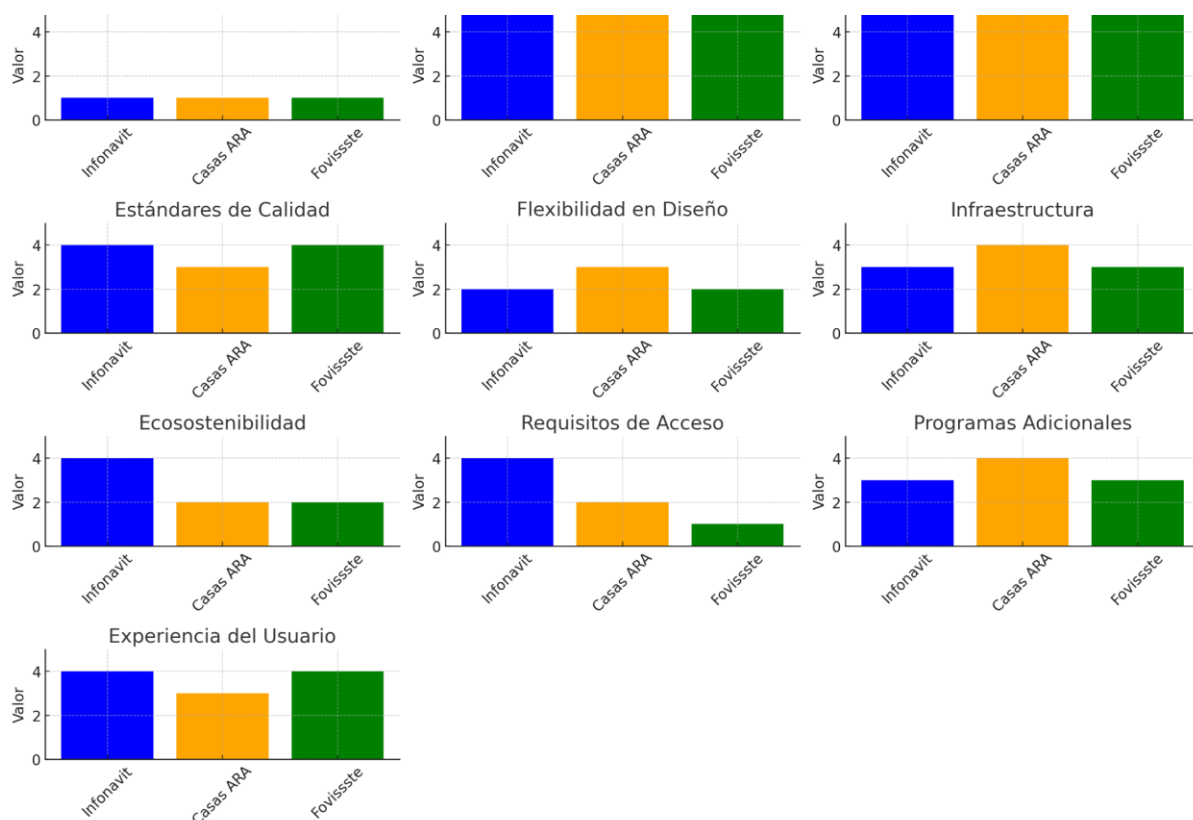 Valor
4
2
0
Infonavit
Casas ARA
Fovissste
4
2
0
Infonavit
Casas ARA
Fovissste
Valor
4
2
0
Infonavit
Casas ARA
Fovissste
Valor
Estándares de Calidad
4
2
0
Infonavit
Casas ARA
Fovissste
Valor
Flexibilidad en Diseño
4
2
0
Infonavit
Casas ARA
Fovissste
Valor
Infraestructura
4
2
0
Infonavit
Casas ARA
Fovissste
Valor
Ecosostenibilidad
4
2
0
Infonavit
Casas ARA
Fovissste
Valor
Requisitos de Acceso
4
2
0
Infonavit
Casas ARA
Fovissste
Valor
Programas Adicionales
4
2
0
Infonavit
Casas ARA
Fovissste
Valor
Experiencia del Usuario
4
2
0
Infonavit
Casas ARA
Fovissste
Valor